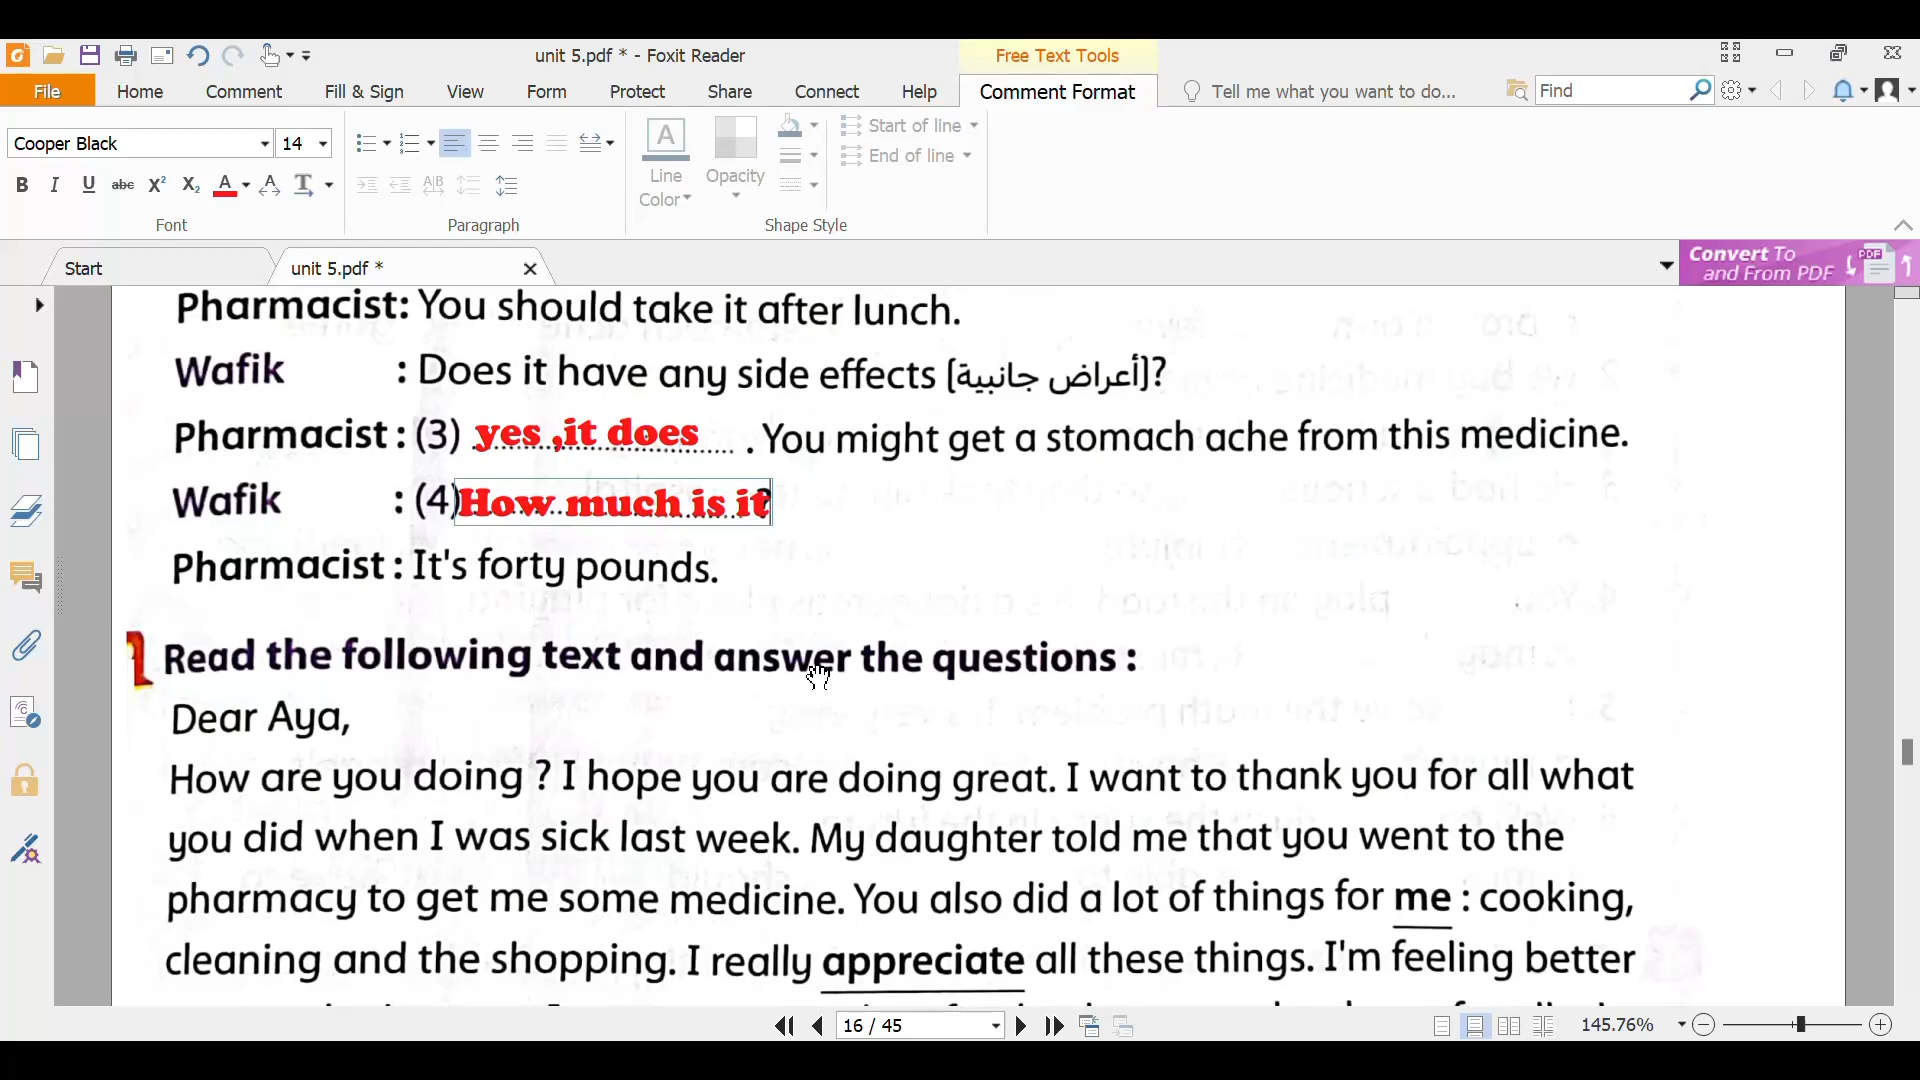 unit 5.pdf * - Foxit Reader
Free Text Tools
File Home Comment Fill & Sign View Form Protect Share Connect Help Comment Format Tell me what you want to do... Find
Cooper Black 14
Line Color Opacity
Start of line
End of line
Font Paragraph Shape Style
Start unit 5.pdf *
Convert To and From PDF
Pharmacist: You should take it after lunch.
Wafik : Does it have any side effects (أعراض جانبية)?
Pharmacist : (3) yes ,it does . You might get a stomach ache from this medicine.
Wafik : (4) How much is it?
Pharmacist : It's forty pounds.
Read the following text and answer the questions :
Dear Aya,
How are you doing ? I hope you are doing great. I want to thank you for all what
you did when I was sick last week. My daughter told me that you went to the
pharmacy to get me some medicine. You also did a lot of things for me : cooking,
cleaning and the shopping. I really appreciate all these things. I'm feeling better
16 / 45
145.76%